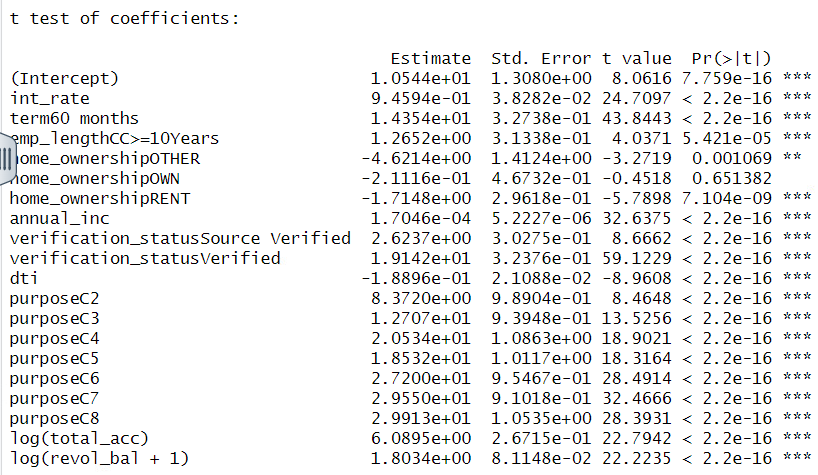 t test of coefficients:
Estimate Std. Error t value Pr(>|t|)
(Intercept) 1.0544e+01 1.3080e+00 8.0616 7.759e-16 ***
int_rate 9.4594e-01 3.8282e-02 24.7097 < 2.2e-16 ***
term60 months 1.4354e+01 3.2738e-01 43.8443 < 2.2e-16 ***
emp_lengthCC>=10Years 1.2652e+00 3.1338e-01 4.0371 5.421e-05 ***
home_ownershipOTHER -4.6214e+00 1.4124e+00 -3.2719 0.001069 **
home_ownershipOWN -2.1116e-01 4.6732e-01 -0.4518 0.651382
home_ownershipRENT -1.7148e+00 2.9618e-01 -5.7898 7.104e-09 ***
annual_inc 1.7046e-04 5.2227e-06 32.6375 < 2.2e-16 ***
verification_statusSource Verified 2.6237e+00 3.0275e-01 8.6662 < 2.2e-16 ***
verification_statusVerified 1.9142e+01 3.2376e-01 59.1229 < 2.2e-16 ***
dti -1.8896e-01 2.1088e-02 -8.9608 < 2.2e-16 ***
purposeC2 8.3720e+00 9.8904e-01 8.4648 < 2.2e-16 ***
purposeC3 1.2707e+01 9.3948e-01 13.5256 < 2.2e-16 ***
purposeC4 2.0534e+01 1.0863e+00 18.9021 < 2.2e-16 ***
purposeC5 1.8532e+01 1.0117e+00 18.3164 < 2.2e-16 ***
purposeC6 2.7200e+01 9.5467e-01 28.4914 < 2.2e-16 ***
purposeC7 2.9550e+01 9.1018e-01 32.4666 < 2.2e-16 ***
purposeC8 2.9913e+01 1.0535e+00 28.3931 < 2.2e-16 ***
log(total_acc) 6.0895e+00 2.6715e-01 22.7942 < 2.2e-16 ***
log(revol_bal + 1) 1.8034e+00 8.1148e-02 22.2235 < 2.2e-16 ***